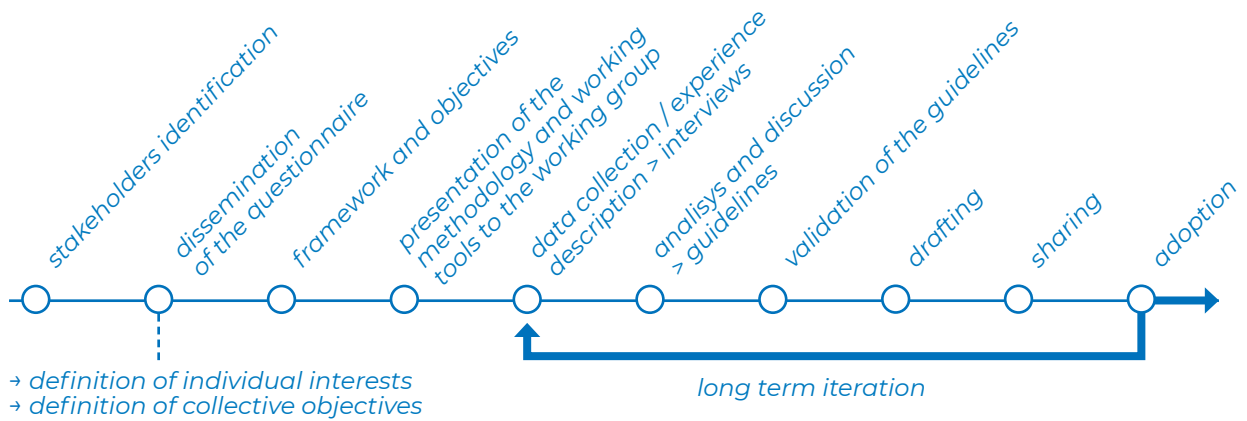 stakeholders identification
dissemination
of the questionnaire
framework and objectives
presentation of the
methodology and working
tools to the working group
data collection / experience
description > interviews
analisys and discussion
> guidelines
validation of the guidelines
drafting
sharing
adoption
→ definition of individual interests
→ definition of collective objectives
long term iteration